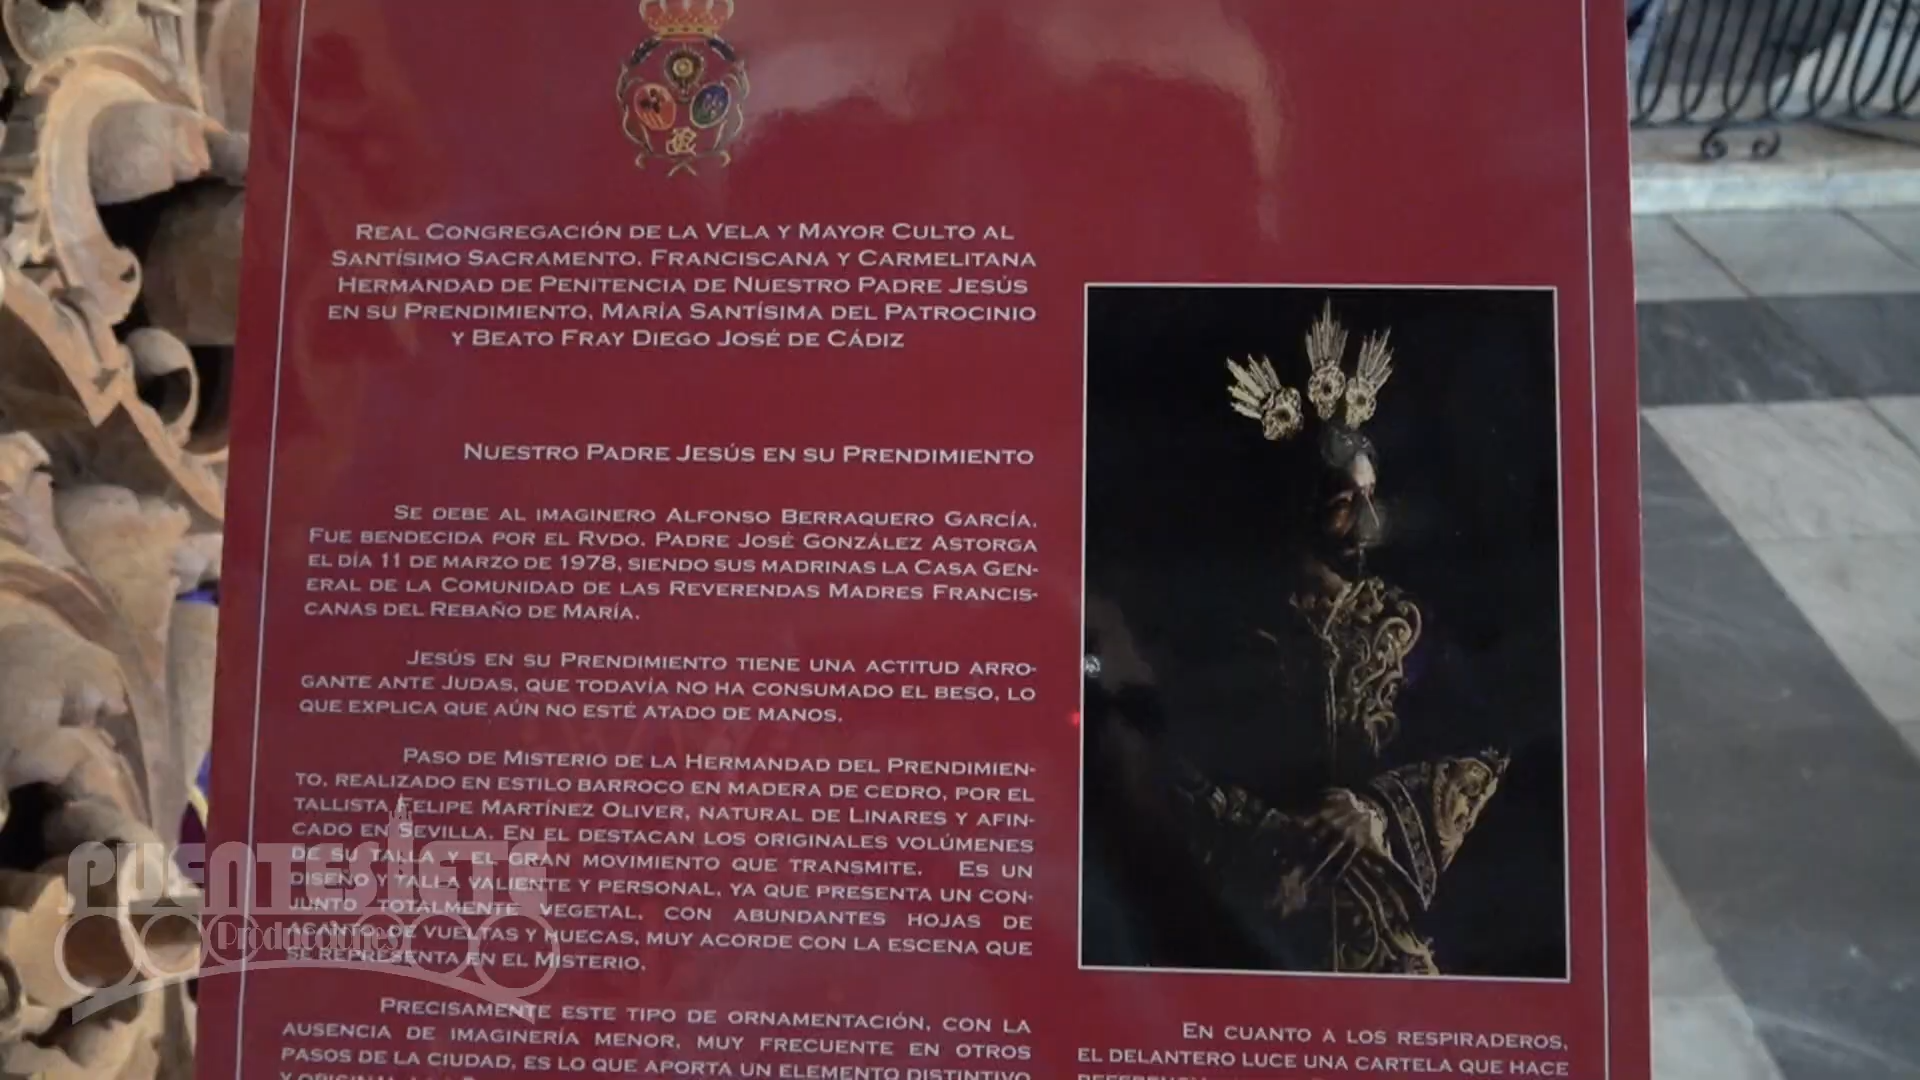 REAL CONGREGACIÓN DE LA VELA Y MAYOR CULTO AL
SANTÍSIMO SACRAMENTO, FRANCISCANA Y CARMELITANA
HERMANDAD DE PENITENCIA DE NUESTRO PADRE JESÚS
EN SU PRENDIMIENTO, MARÍA SANTÍSIMA DEL PATROCINIO
Y BEATO FRAY DIEGO JOSÉ DE CÁDIZ
NUESTRO PADRE JESÚS EN SU PRENDIMIENTO
SE DEBE AL IMAGINERO ALFONSO BERRAQUERO GARCÍA.
FUE BENDECIDA POR EL RVDO. PADRE JOSÉ GONZÁLEZ ASTORGA
EL DÍA 11 DE MARZO DE 1978, SIENDO SUS MADRINAS LA CASA GEN-
ERAL DE LA COMUNIDAD DE LAS REVERENDAS MADRES FRANCIS-
CANAS DEL REBAÑO DE MARÍA.
JESÚS EN SU PRENDIMIENTO TIENE UNA ACTITUD ARRO-
GANTE ANTE JUDAS, QUE TODAVÍA NO HA CONSUMADO EL BESO, LO
QUE EXPLICA QUE AÚN NO ESTÉ ATADO DE MANOS.
PASO DE MISTERIO DE LA HERMANDAD DEL PRENDIMIEN-
TO, REALIZADO EN ESTILO BARROCO EN MADERA DE CEDRO, POR EL
TALLISTA FELIPE MARTÍNEZ OLIVER, NATURAL DE LINARES Y AFIN-
CADO EN SEVILLA. EN EL DESTACAN LOS ORIGINALES VOLÚMENES
DE SU TALLA Y EL GRAN MOVIMIENTO QUE TRANSMITE. ES UN
DISEÑO Y TALLA VALIENTE Y PERSONAL, YA QUE PRESENTA UN CON-
JUNTO TOTALMENTE VEGETAL, CON ABUNDANTES HOJAS DE
ACANTO DE VUELTAS Y HUECAS, MUY ACORDE CON LA ESCENA QUE
SE REPRESENTA EN EL MISTERIO.
PRECISAMENTE ESTE TIPO DE ORNAMENTACIÓN, CON LA
AUSENCIA DE IMAGINERÍA MENOR, MUY FRECUENTE EN OTROS
PASOS DE LA CIUDAD, ES LO QUE APORTA UN ELEMENTO DISTINTIVO
EN CUANTO A LOS RESPIRADEROS,
EL DELANTERO LUCE UNA CARTELA QUE HACE
PUENTESIETE
Producciones